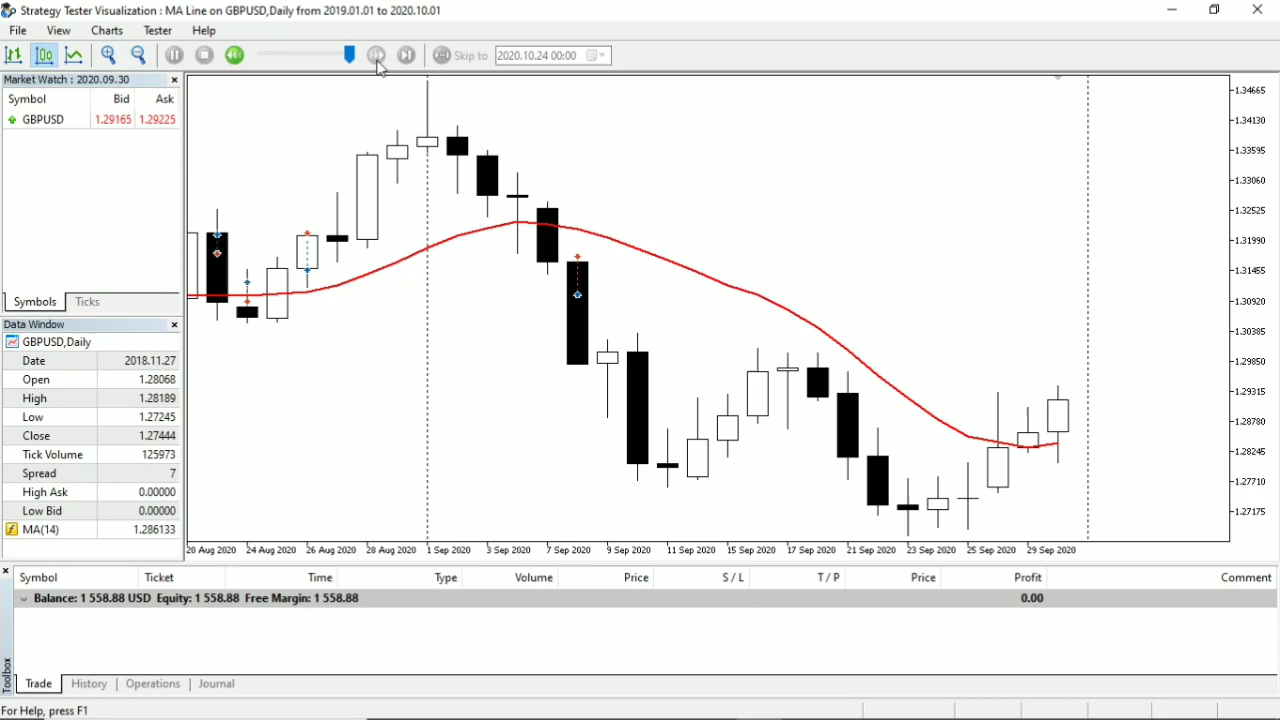 Strategy Tester Visualization : MA Line on GBPUSD,Daily from 2019.01.01 to 2020.10.01
File View Charts Tester Help
Skip to 2020.10.24 00:00
Market Watch : 2020.09.30
Symbol Bid Ask
GBPUSD 1.29165 1.29225
Symbols Ticks
Data Window
GBPUSD,Daily
Date 2018.11.27
Open 1.28068
High 1.28189
Low 1.27245
Close 1.27444
Tick Volume 125973
Spread 7
High Ask 0.00000
Low Bid 0.00000
MA(14) 1.286133
1.34665
1.34130
1.33595
1.33060
1.32525
1.31990
1.31455
1.30920
1.30385
1.29850
1.29315
1.28780
1.28245
1.27710
1.27175
20 Aug 2020 24 Aug 2020 26 Aug 2020 28 Aug 2020 1 Sep 2020 3 Sep 2020 7 Sep 2020 9 Sep 2020 11 Sep 2020 15 Sep 2020 17 Sep 2020 21 Sep 2020 23 Sep 2020 25 Sep 2020 29 Sep 2020
Symbol Ticket Time Type Volume Price S / L T / P Price Profit Comment
Balance: 1 558.88 USD Equity: 1 558.88 Free Margin: 1 558.88 0.00
Toolbox
Trade History Operations Journal
For Help, press F1